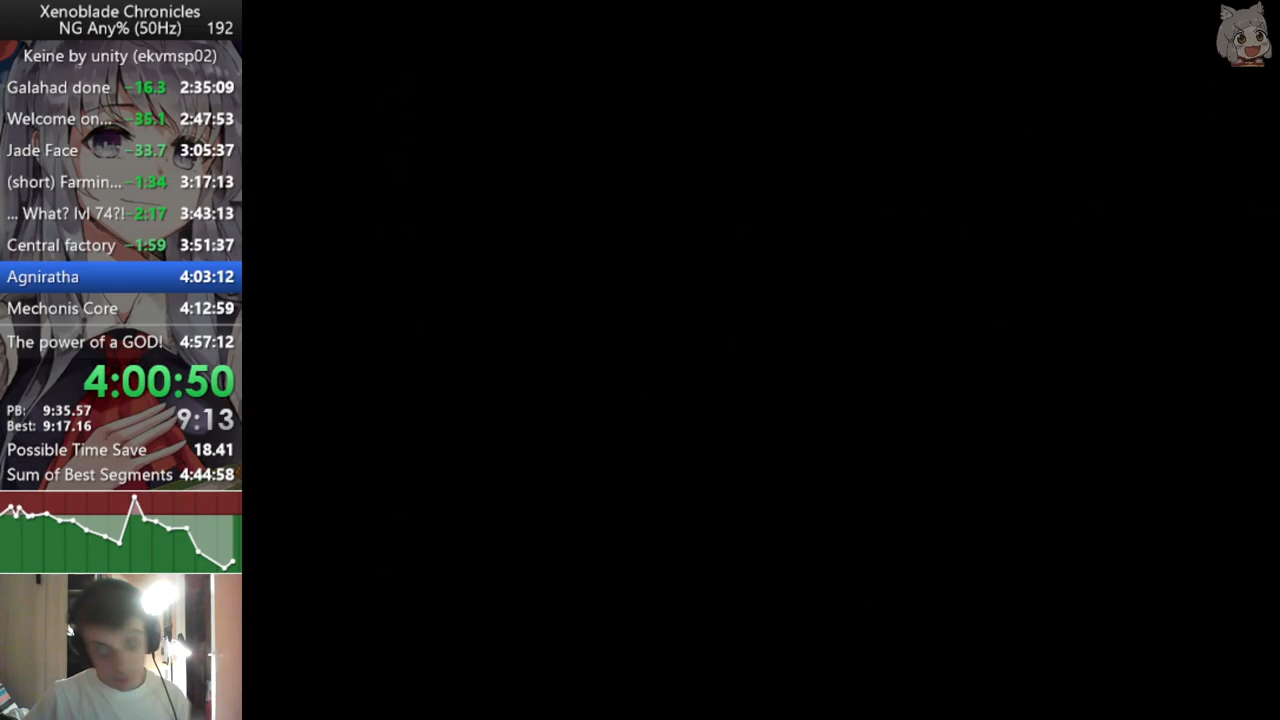 Xenoblade Chronicles
NG Any% (50Hz) 192
Keine by unity (ekvmsp02)
Galahad done -16.3 2:35:09
Welcome on... -35.1 2:47:53
Jade Face -33.7 3:05:37
(short) Farmin... -1:34 3:17:13
... What? lvl 74?! -2:17 3:43:13
Central factory -1:59 3:51:37
Agniratha 4:03:12
Mechonis Core 4:12:59
The power of a GOD! 4:57:12
4:00:50
PB: 9:35.57
Best: 9:17.16
9:13
Possible Time Save 18.41
Sum of Best Segments 4:44:58